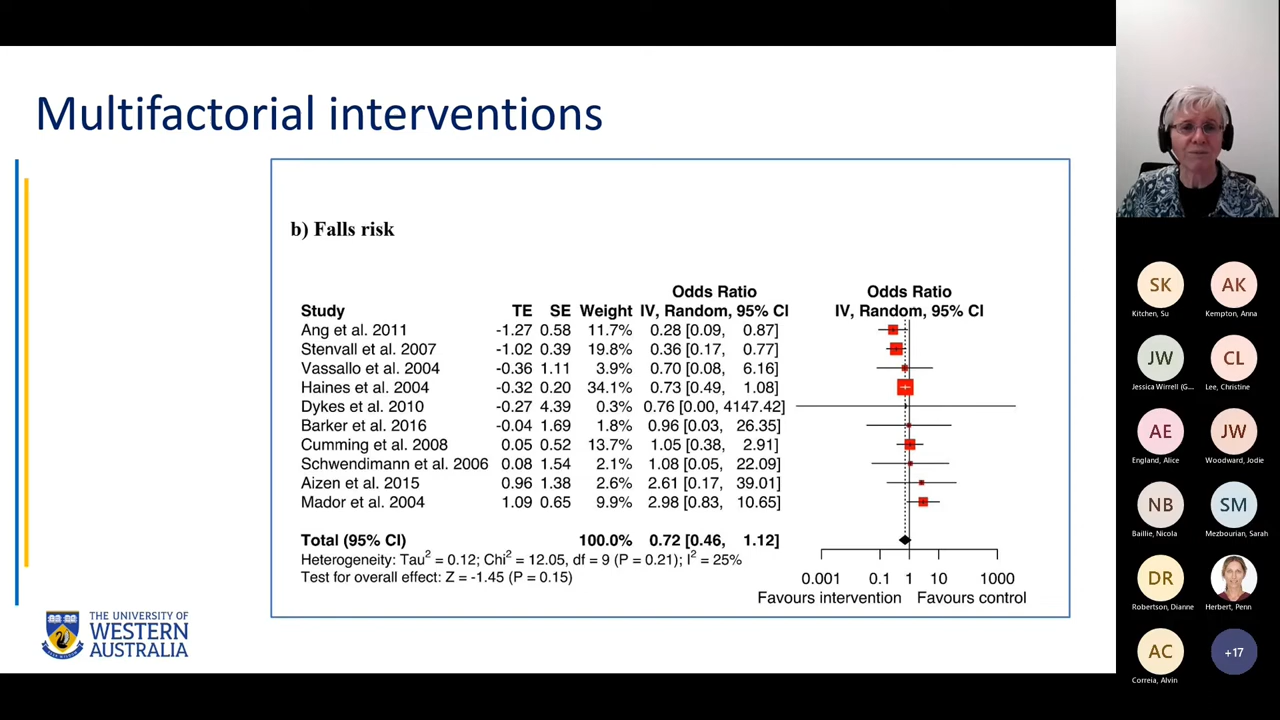 Multifactorial interventions
b) Falls risk
Odds Ratio Odds Ratio
Study TE SE Weight IV, Random, 95% CI IV, Random, 95% CI
Ang et al. 2011 -1.27 0.58 11.7% 0.28 [0.09, 0.87]
Stenvall et al. 2007 -1.02 0.39 19.8% 0.36 [0.17, 0.77]
Vassallo et al. 2004 -0.36 1.11 3.9% 0.70 [0.08, 6.16]
Haines et al. 2004 -0.32 0.20 34.1% 0.73 [0.49, 1.08]
Dykes et al. 2010 -0.27 4.39 0.3% 0.76 [0.00, 4147.42]
Barker et al. 2016 -0.04 1.69 1.8% 0.96 [0.03, 26.35]
Cumming et al. 2008 0.05 0.52 13.7% 1.05 [0.38, 2.91]
Schwendimann et al. 2006 0.08 1.54 2.1% 1.08 [0.05, 22.09]
Aizen et al. 2015 0.96 1.38 2.6% 2.61 [0.17, 39.01]
Mador et al. 2004 1.09 0.65 9.9% 2.98 [0.83, 10.65]
Total (95% CI) 100.0% 0.72 [0.46, 1.12]
Heterogeneity: Tau² = 0.12; Chi² = 12.05, df = 9 (P = 0.21); I² = 25%
Test for overall effect: Z = -1.45 (P = 0.15)
0.001 0.1 1 10 1000
Favours intervention Favours control
THE UNIVERSITY OF
WESTERN
AUSTRALIA
SK AK
Kitchen, Su Kempton, Anna
JW CL
Jessica Wirrell (G... Lee, Christine
AE JW
England, Alice Woodward, Jodie
NB SM
Baillie, Nicola Mezbourian, Sarah
DR
Robertson, Dianne Herbert, Penn
AC +17
Correia, Alvin